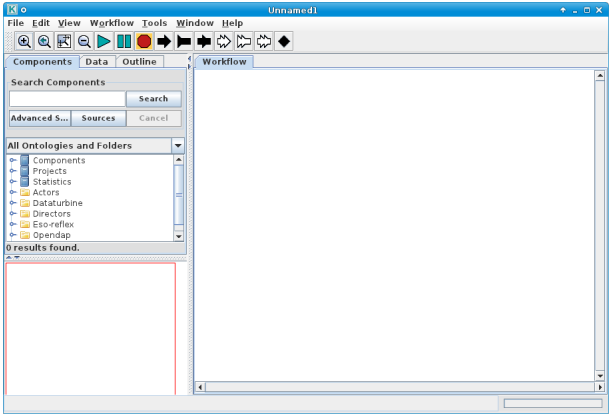 Unnamed1
File Edit View Workflow Tools Window Help
Components Data Outline
Workflow
Search Components
Search
Advanced S... Sources Cancel
All Ontologies and Folders
Components
Projects
Statistics
Actors
Dataturbine
Directors
Eso-reflex
Opendap
0 results found.